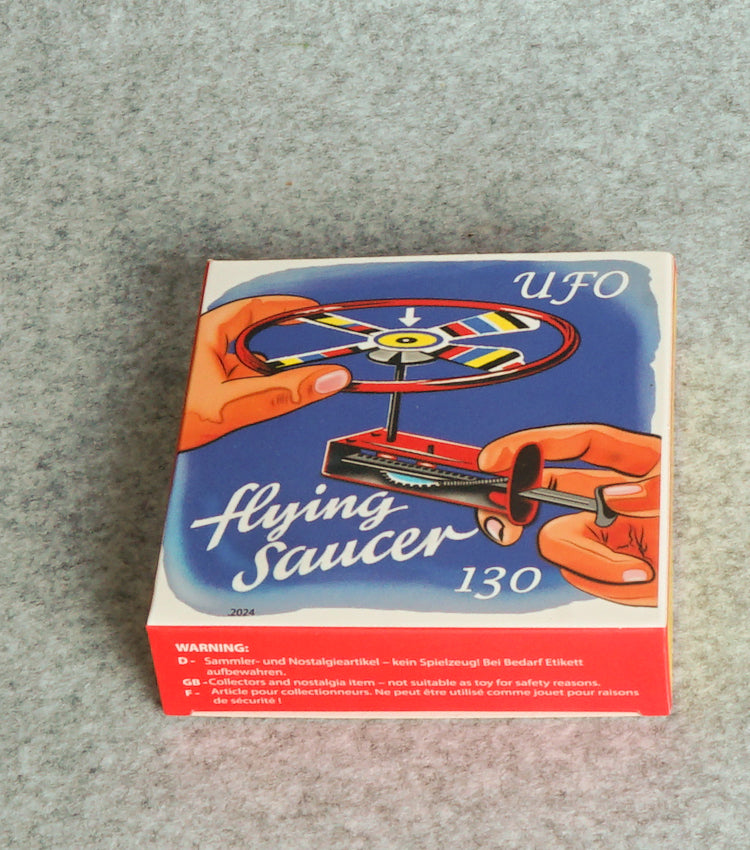 UFO
flying
saucer
130
.2024
WARNING:
D - Sammler- und Nostalgieartikel – kein Spielzeug! Bei Bedarf Etikett
aufbewahren.
GB - Collectors and nostalgia item – not suitable as toy for safety reasons.
F - Article pour collectionneurs. Ne peut être utilisé comme jouet pour raisons
de sécurité !